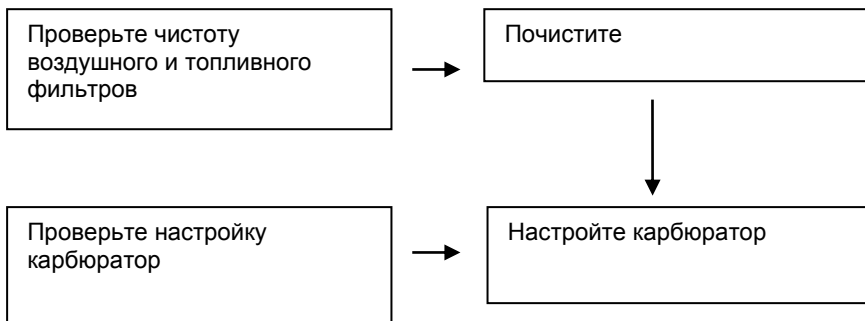 Проверьте чистоту
воздушного и топливного
фильтров
Почистите
Проверьте настройку
карбюратор
Настройте карбюратор